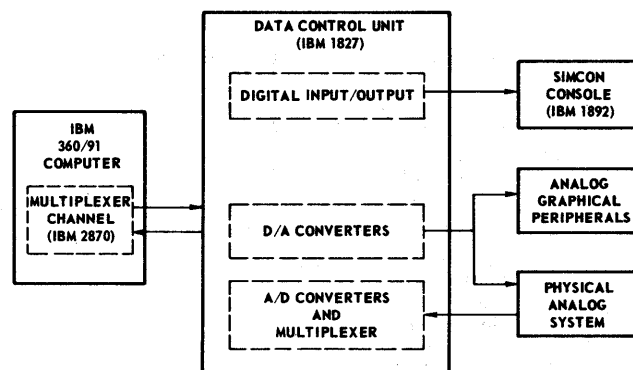 DATA CONTROL UNIT
(IBM 1827)
DIGITAL INPUT/OUTPUT
SIMCON
CONSOLE
(IBM 1892)
IBM
360/91
COMPUTER
MULTIPLEXER
CHANNEL
(IBM 2870)
D/A CONVERTERS
ANALOG
GRAPHICAL
PERIPHERALS
A/D CONVERTERS
AND
MULTIPLEXER
PHYSICAL
ANALOG
SYSTEM